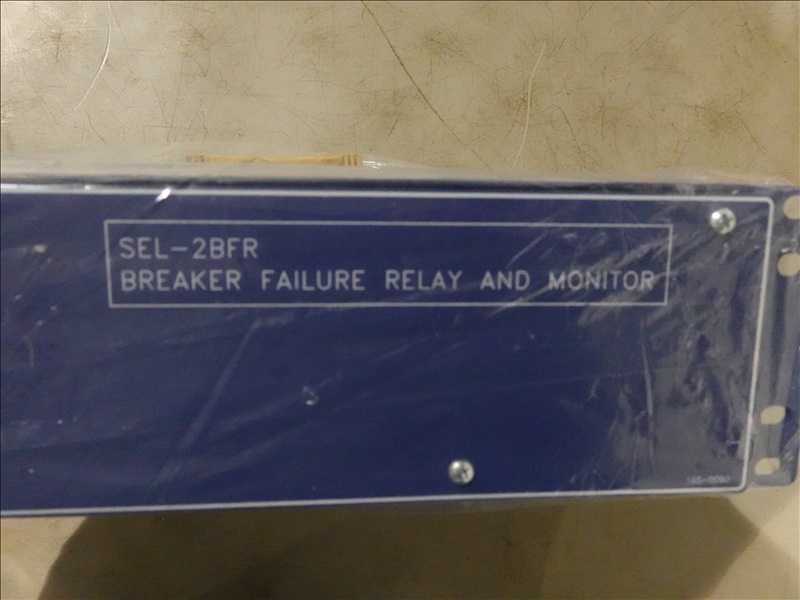 SEL-2BFR
BREAKER FAILURE RELAY AND MONITOR